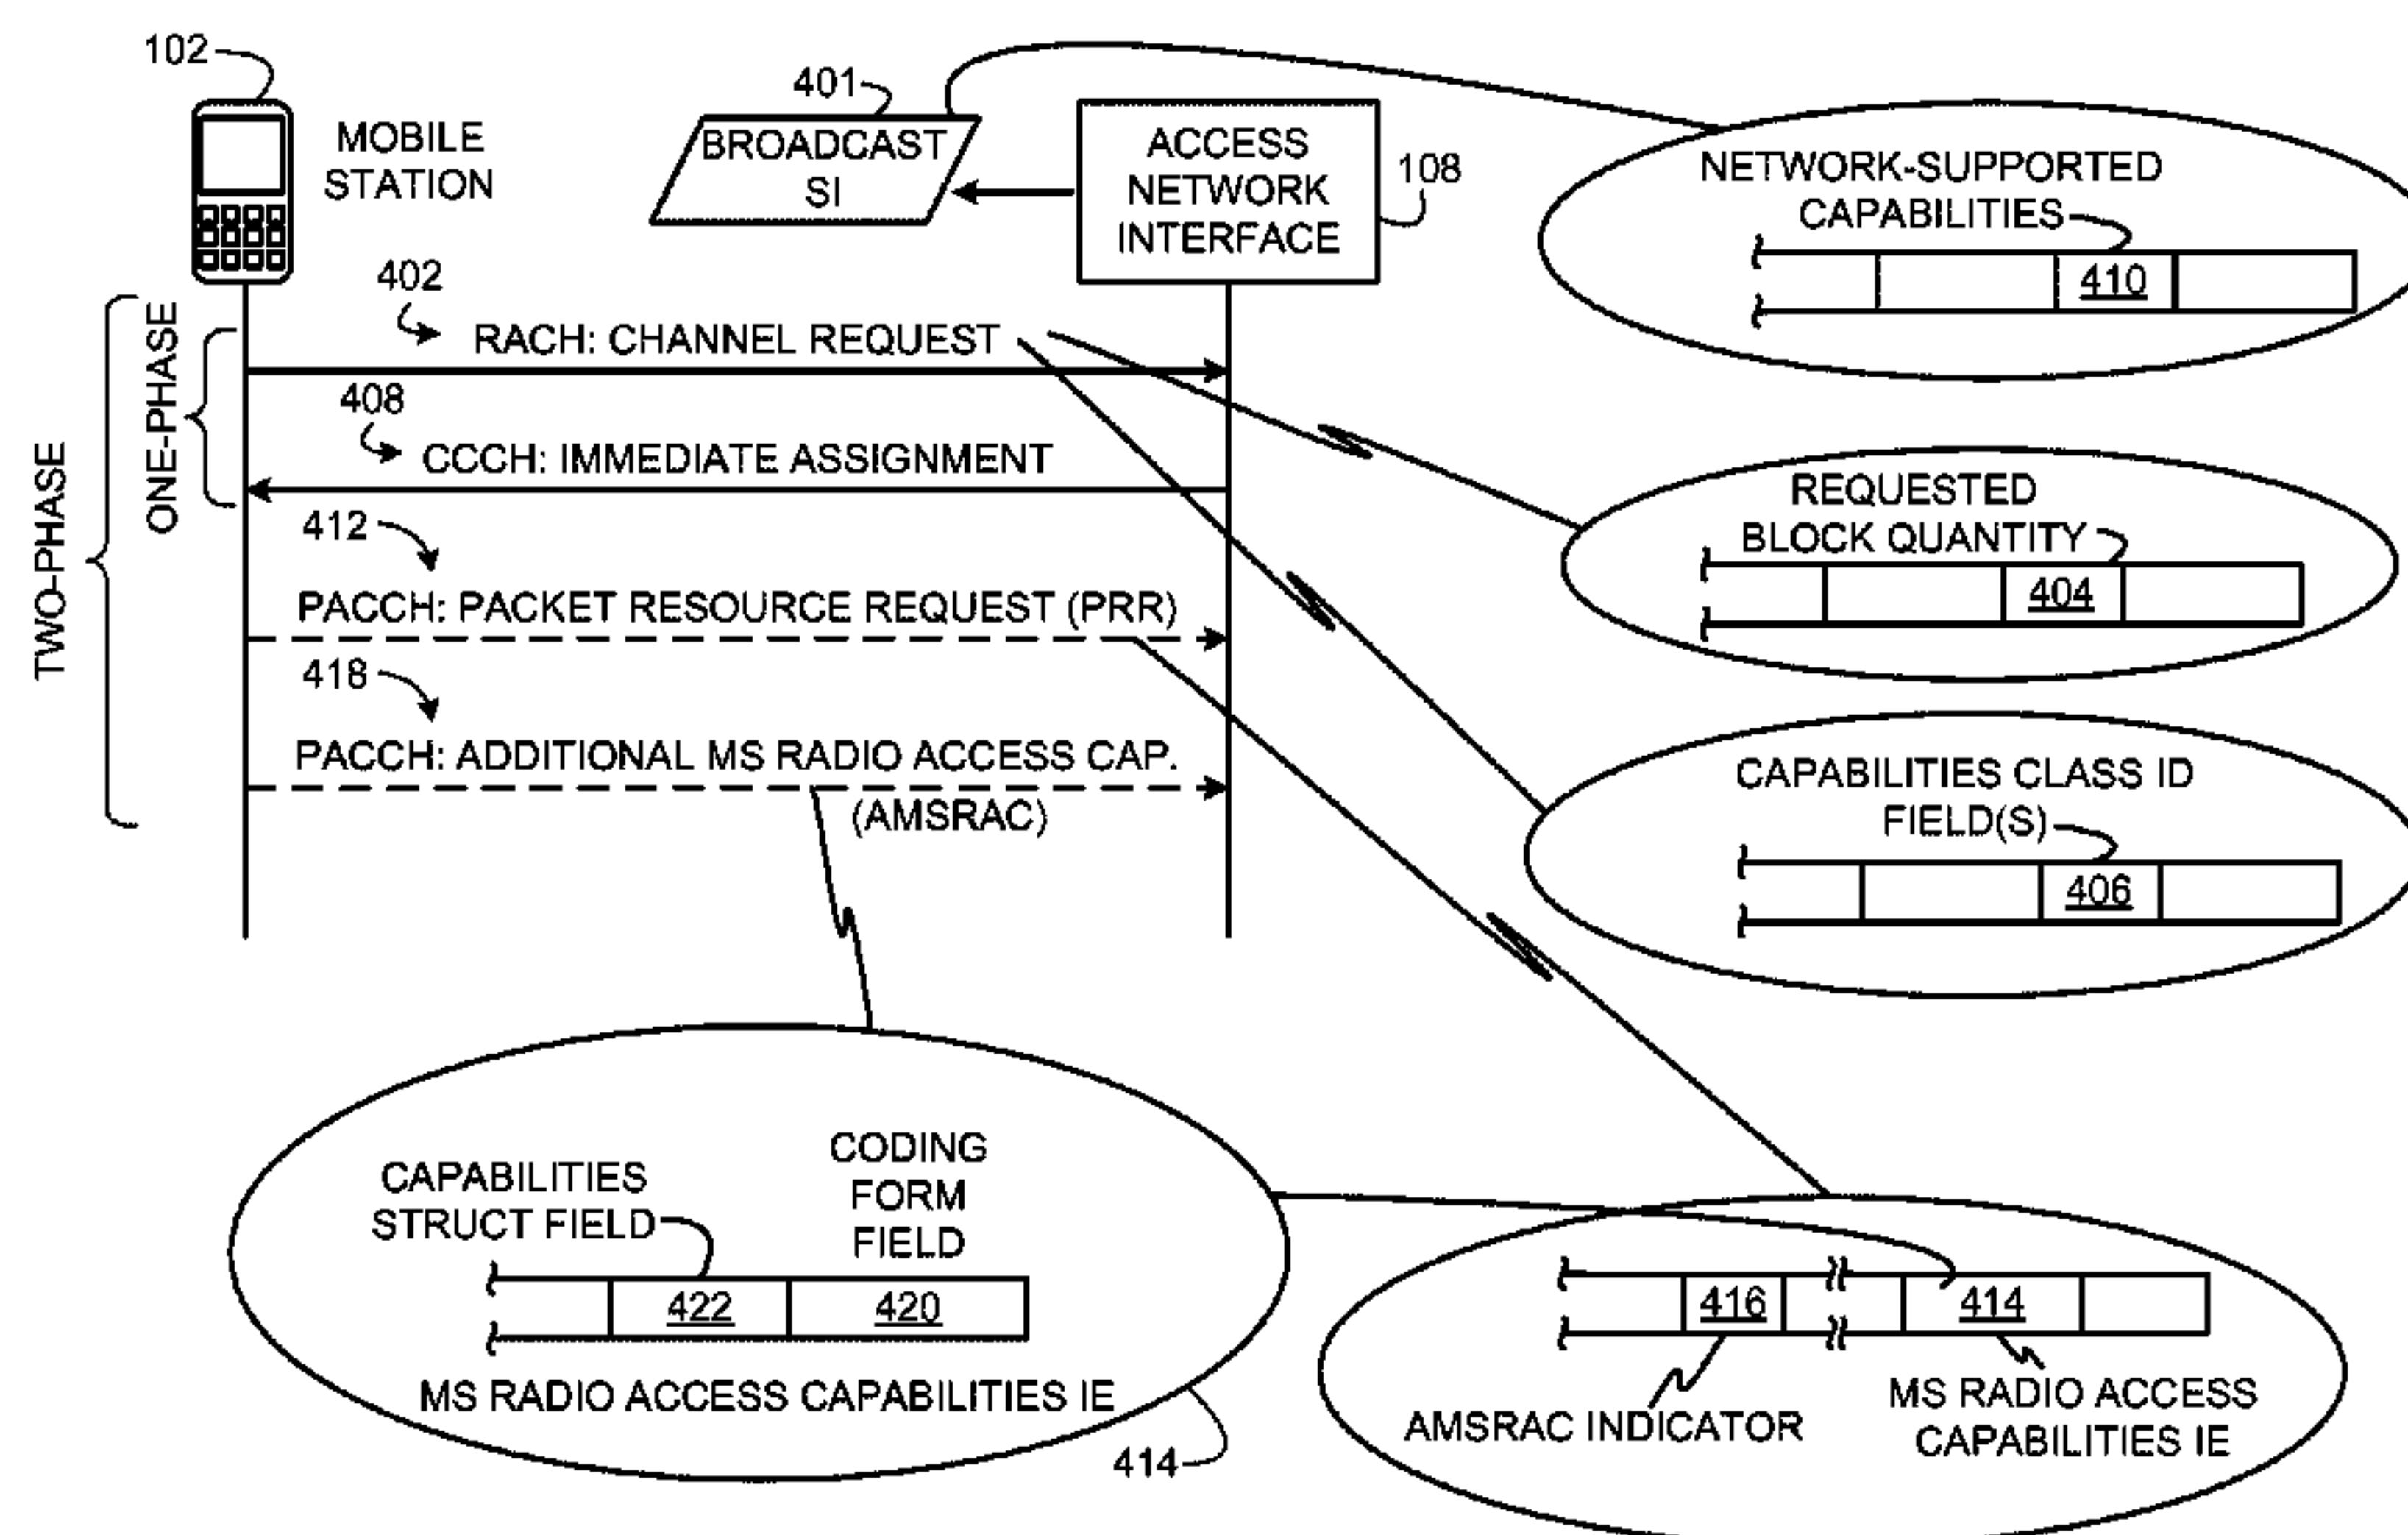 102
MOBILE
STATION
401
BROADCAST
SI
ACCESS
NETWORK
INTERFACE
108
NETWORK-SUPPORTED
CAPABILITIES
410
TWO-PHASE
ONE-PHASE
402
RACH: CHANNEL REQUEST
408
CCCH: IMMEDIATE ASSIGNMENT
412
PACCH: PACKET RESOURCE REQUEST (PRR)
418
PACCH: ADDITIONAL MS RADIO ACCESS CAP.
(AMSRAC)
REQUESTED
BLOCK QUANTITY
404
CAPABILITIES CLASS ID
FIELD(S)
406
CAPABILITIES
STRUCT FIELD
CODING
FORM
FIELD
422
420
MS RADIO ACCESS CAPABILITIES IE
414
416
414
AMSRAC INDICATOR
MS RADIO ACCESS
CAPABILITIES IE